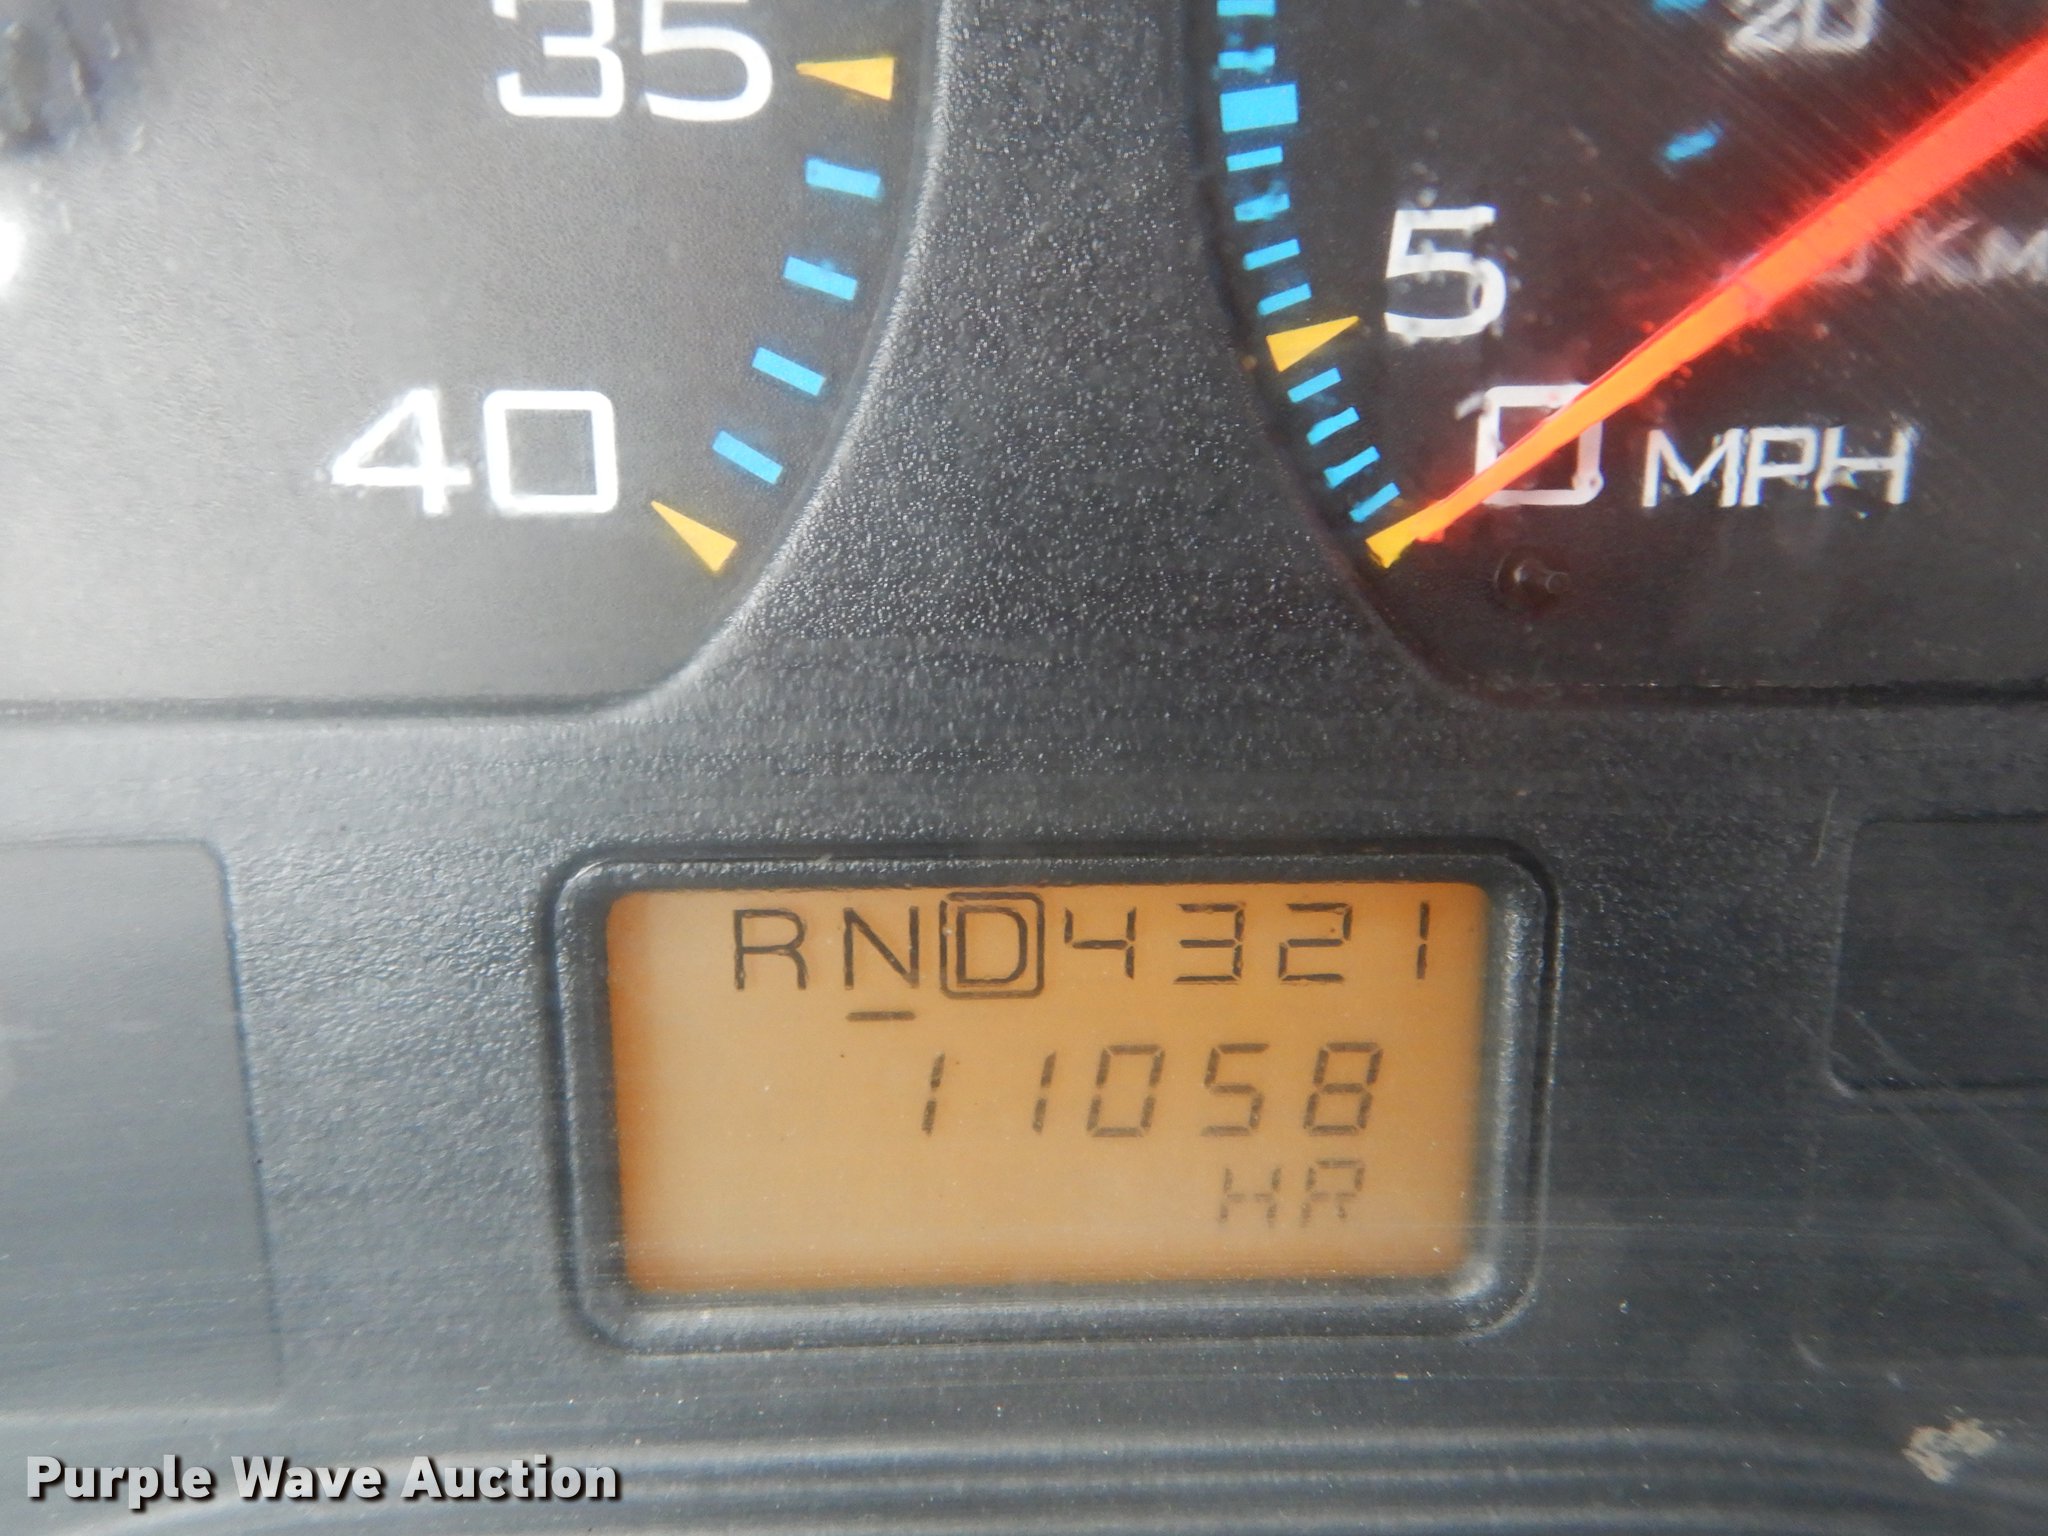 35
20
5
40
0 MPH
RND4321
11058
HR
Purple Wave Auction